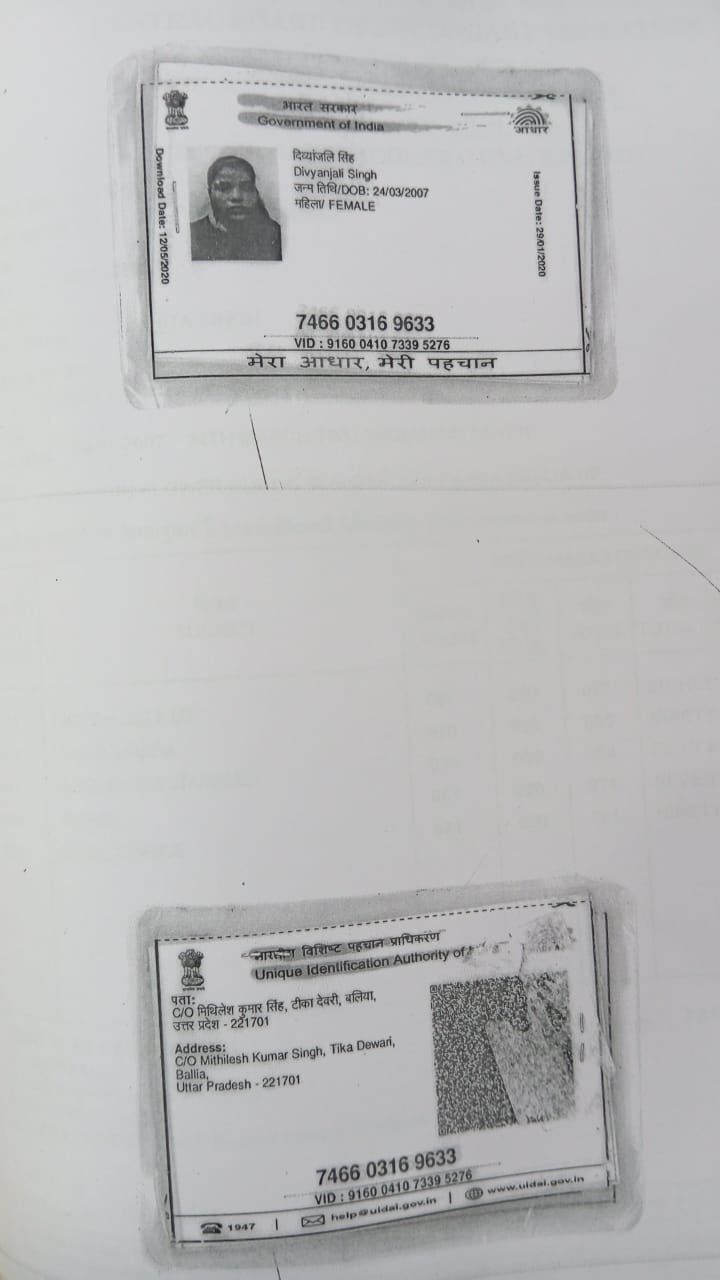 भारत सरकार
Government of India
आधार
Download Date: 12/05/2020
दिव्यांजलि सिंह
Divyanjali Singh
जन्म तिथि/DOB: 24/03/2007
महिला/ FEMALE
Issue Date: 29/01/2020
7466 0316 9633
VID : 9160 0410 7339 5276
मेरा आधार, मेरी पहचान
भारतीय विशिष्ट पहचान प्राधिकरण
Unique Identification Authority of
पता:
C/O मिथिलेश कुमार सिंह, टीका देवरी, बलिया,
उत्तर प्रदेश - 221701
Address:
C/O Mithilesh Kumar Singh, Tika Dewari,
Ballia,
Uttar Pradesh - 221701
7466 0316 9633
VID : 9160 0410 7339 5276
1947 | help@uidai.gov.in | www.uidai.gov.in